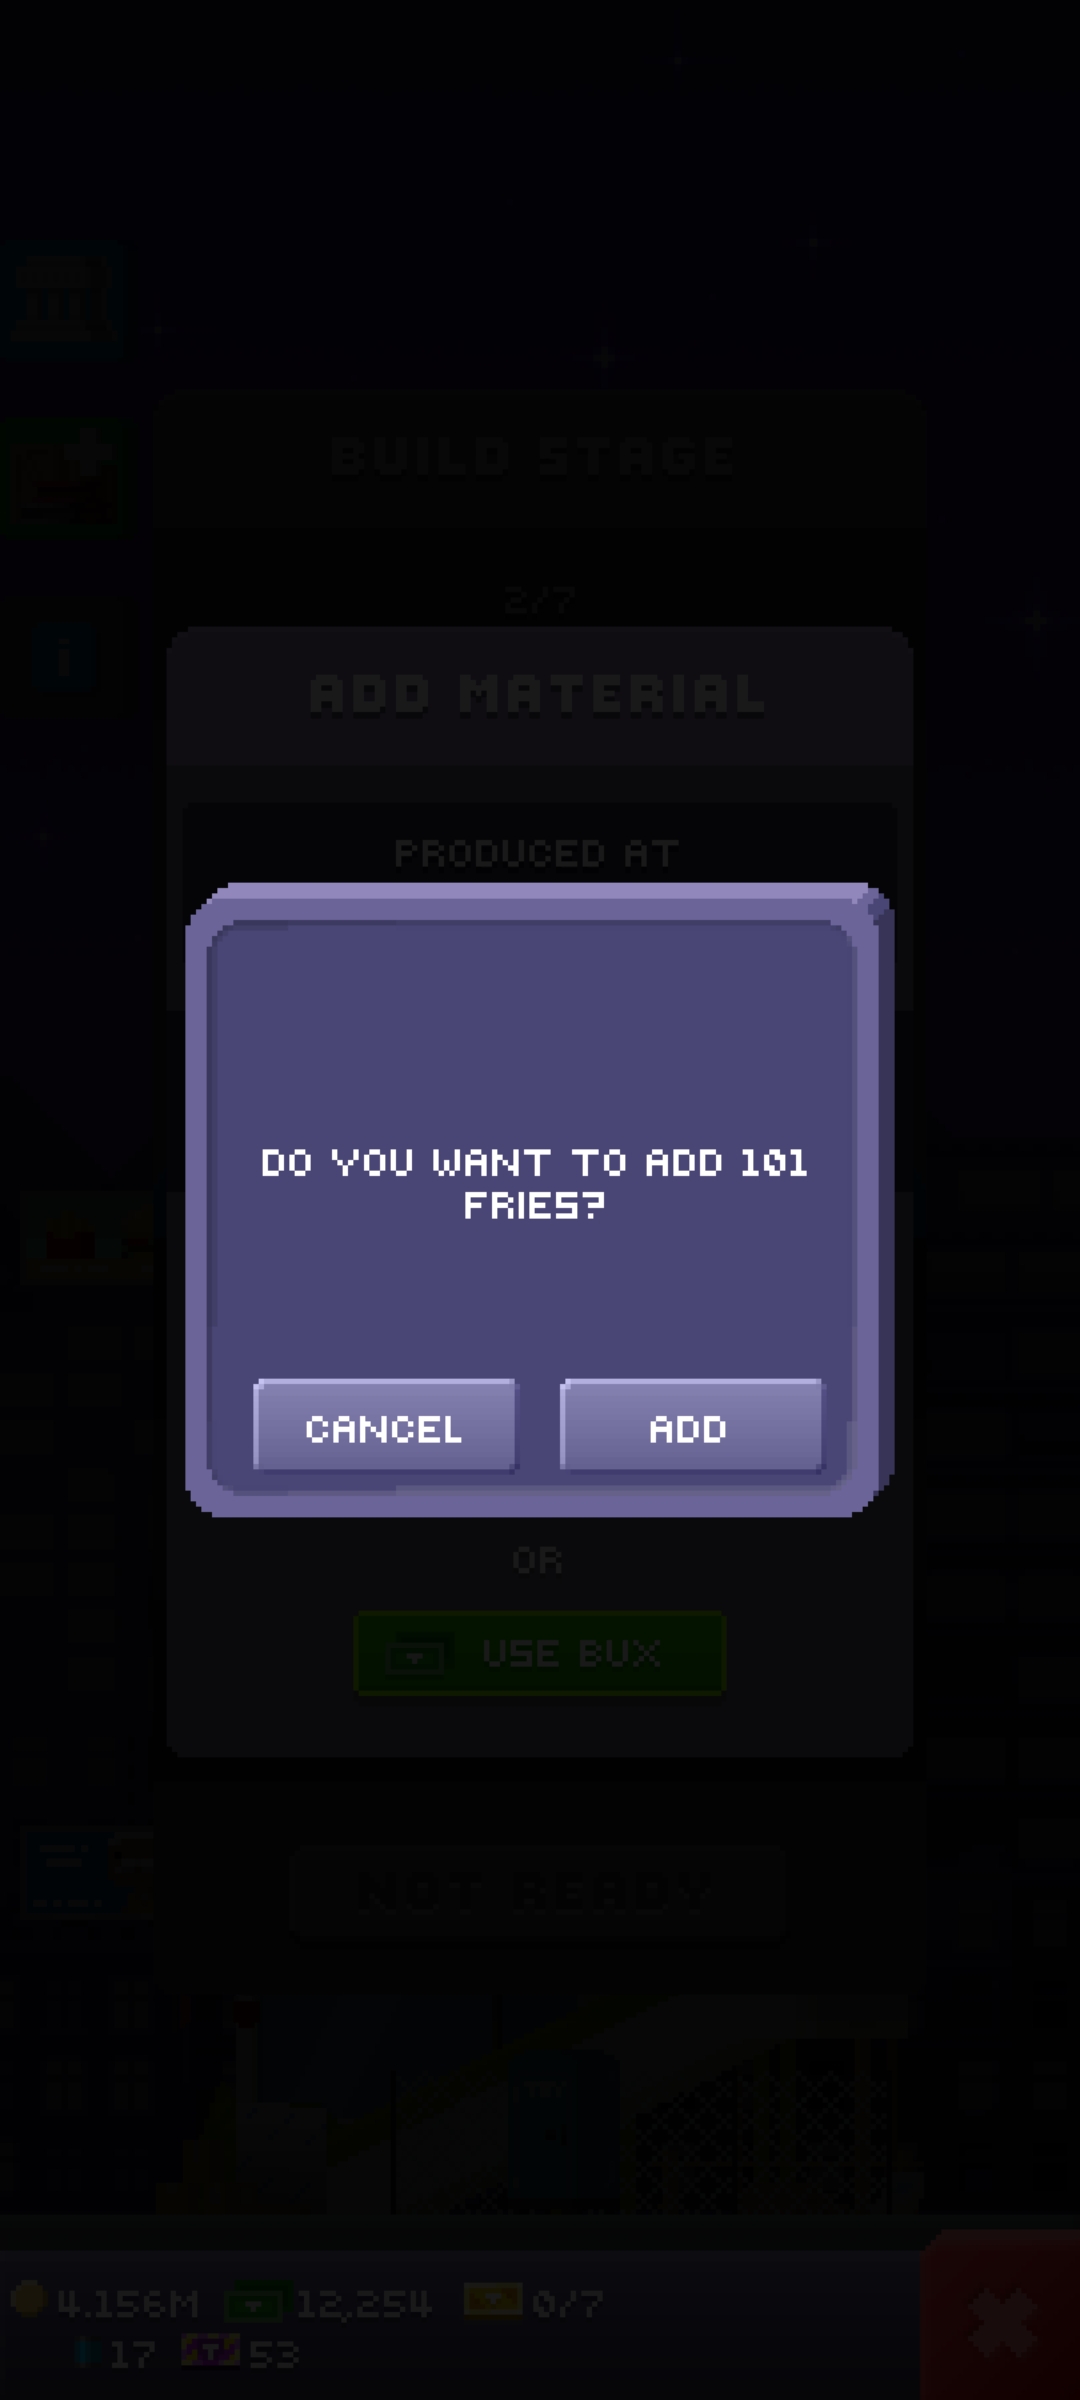 BUILD STAGE
2/7
ADD MATERIAL
PRODUCED AT
DO YOU WANT TO ADD 101
FRIES?
CANCEL ADD
OR
USE BUX
NOT READY
4.156M 12,254 0/7
17 53